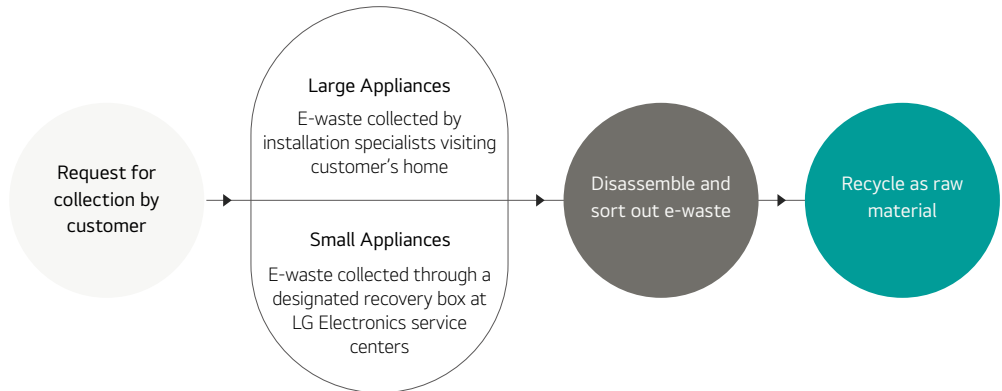 Request for
collection by
customer
Large Appliances
E-waste collected by
installation specialists visiting
customer's home
Small Appliances
E-waste collected through a
designated recovery box at
LG Electronics service
centers
Disassemble and
sort out e-waste
Recycle as raw
material